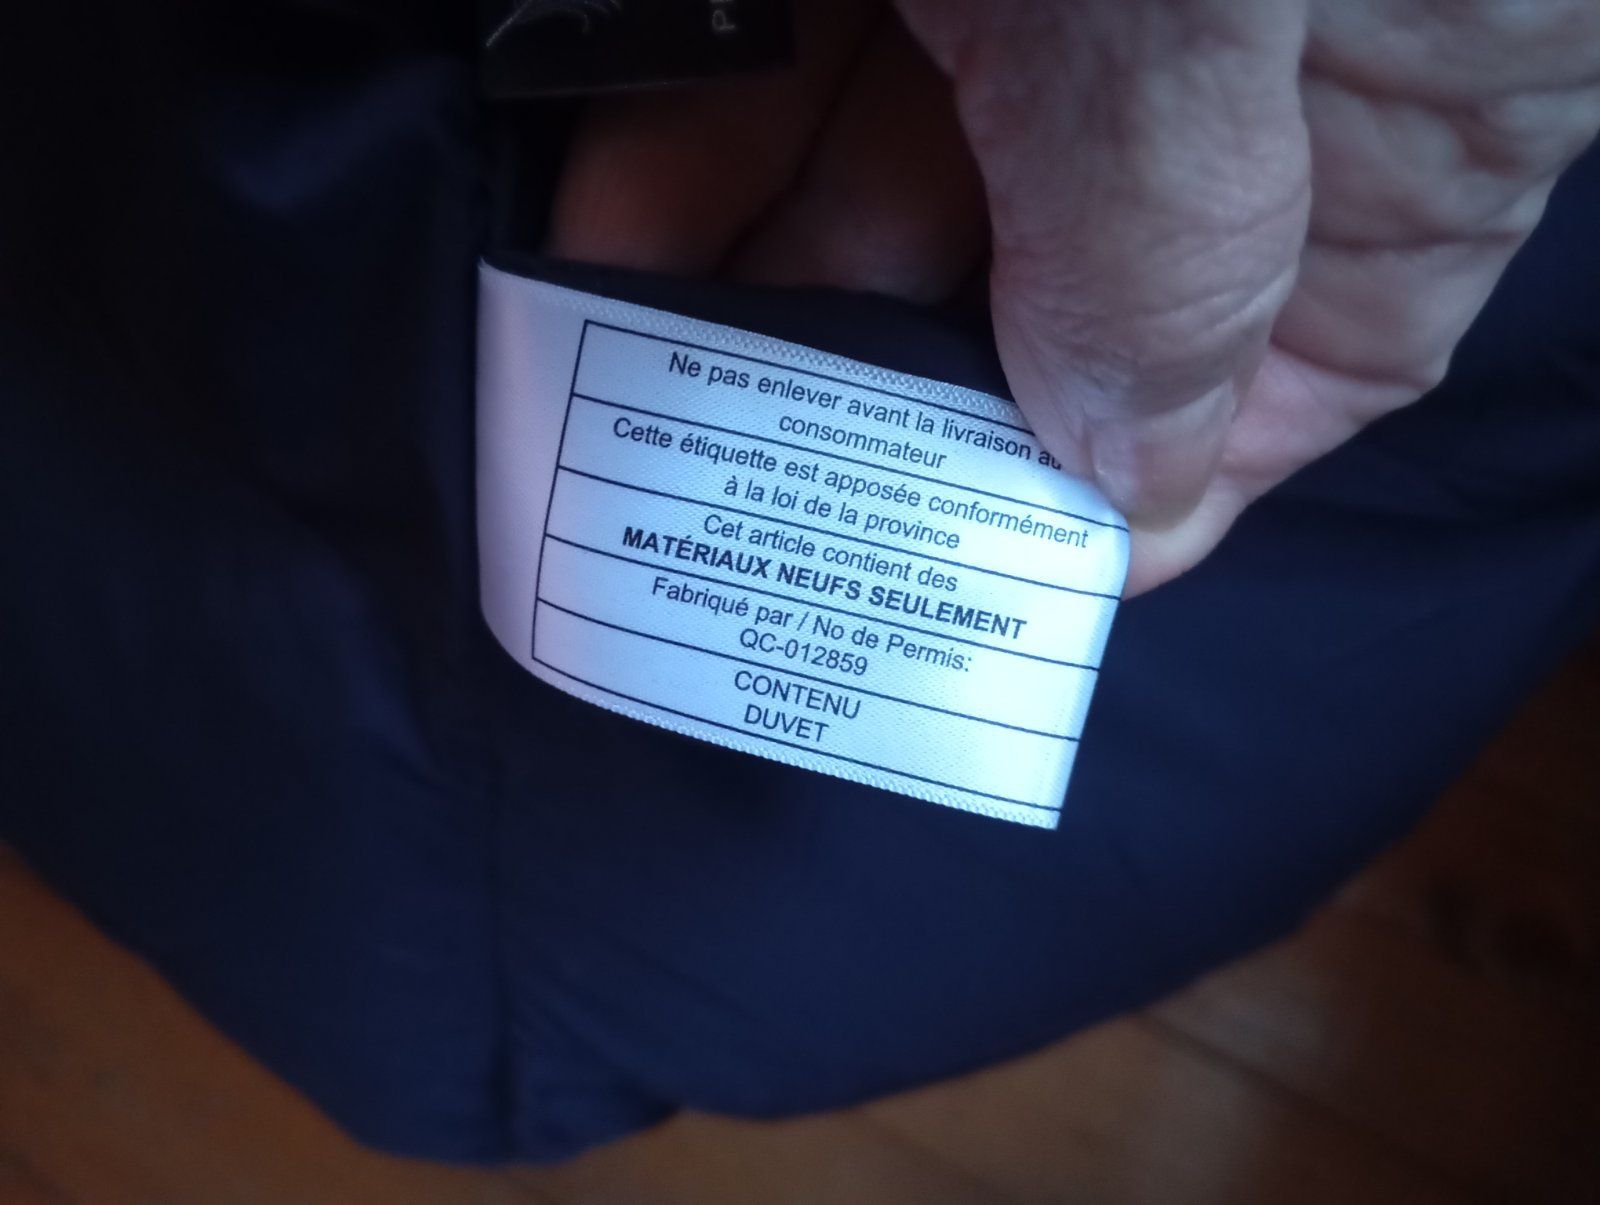 Ne pas enlever avant la livraison au
consommateur
Cette étiquette est apposée conformément
à la loi de la province
Cet article contient des
MATÉRIAUX NEUFS SEULEMENT
Fabriqué par / No de Permis:
QC-012859
CONTENU
DUVET